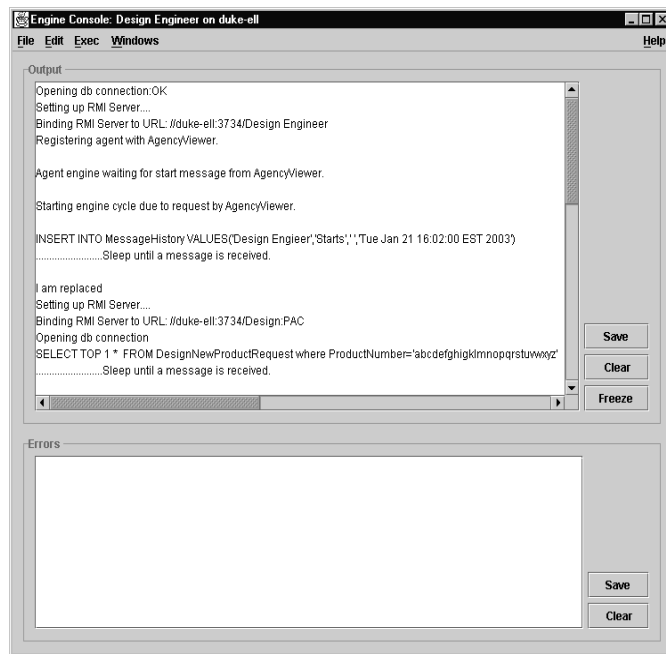 Engine Console: Design Engineer on duke-ell
File Edit Exec Windows Help
Output
Opening db connection:OK
Setting up RMI Server....
Binding RMI Server to URL: //duke-ell:3734/Design Engineer
Registering agent with AgencyViewer.
Agent engine waiting for start message from AgencyViewer.
Starting engine cycle due to request by AgencyViewer.
INSERT INTO MessageHistory VALUES('Design Engieer','Starts',' ','Tue Jan 21 16:02:00 EST 2003')
.........................Sleep until a message is received.
I am replaced
Setting up RMI Server....
Binding RMI Server to URL: //duke-ell:3734/Design:PAC
Opening db connection
SELECT TOP 1 * FROM DesignNewProductRequest where ProductNumber='abcdefghigklmnopqrstuvwxyz'
.........................Sleep until a message is received.
Save
Clear
Freeze
Errors
Save
Clear